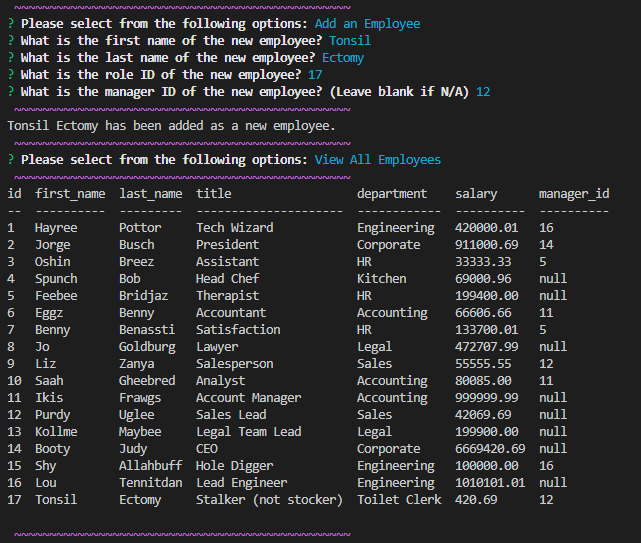 ~~~~~~~~~~~~~~~~~~~~~~~~~~~~~~~~~~~~~~~~~~~~~~~~
? Please select from the following options: Add an Employee
? What is the first name of the new employee? Tonsil
? What is the last name of the new employee? Ectomy
? What is the role ID of the new employee? 17
? What is the manager ID of the new employee? (Leave blank if N/A) 12
~~~~~~~~~~~~~~~~~~~~~~~~~~~~~~~~~~~~~~~~~~~~~~~~
Tonsil Ectomy has been added as a new employee.
~~~~~~~~~~~~~~~~~~~~~~~~~~~~~~~~~~~~~~~~~~~~~~~~
? Please select from the following options: View All Employees
~~~~~~~~~~~~~~~~~~~~~~~~~~~~~~~~~~~~~~~~~~~~~~~~
id  first_name  last_name  title                  department    salary      manager_id
--  ----------  ---------  ---------------------  ------------  ----------  ----------
1   Hayree      Pottor     Tech Wizard            Engineering   420000.01   16
2   Jorge       Busch      President              Corporate     911000.69   14
3   Oshin       Breez      Assistant              HR            33333.33    5
4   Spunch      Bob        Head Chef              Kitchen       69000.96    null
5   Feebee      Bridjaz    Therapist              HR            199400.00   null
6   Eggz        Benny      Accountant             Accounting    66606.66    11
7   Benny       Benassti   Satisfaction           HR            133700.01   5
8   Jo          Goldburg   Lawyer                 Legal         472707.99   null
9   Liz         Zanya      Salesperson            Sales         55555.55    12
10  Saah        Gheebred   Analyst                Accounting    80085.00    11
11  Ikis        Frawgs     Account Manager        Accounting    999999.99   null
12  Purdy       Uglee      Sales Lead             Sales         42069.69    null
13  Kollme      Maybee     Legal Team Lead        Legal         199900.00   null
14  Booty       Judy       CEO                    Corporate     6669420.69  null
15  Shy         Allahbuff  Hole Digger            Engineering   100000.00   16
16  Lou         Tennitdan  Lead Engineer          Engineering   1010101.01  null
17  Tonsil      Ectomy     Stalker (not stocker)  Toilet Clerk  420.69      12
~~~~~~~~~~~~~~~~~~~~~~~~~~~~~~~~~~~~~~~~~~~~~~~~